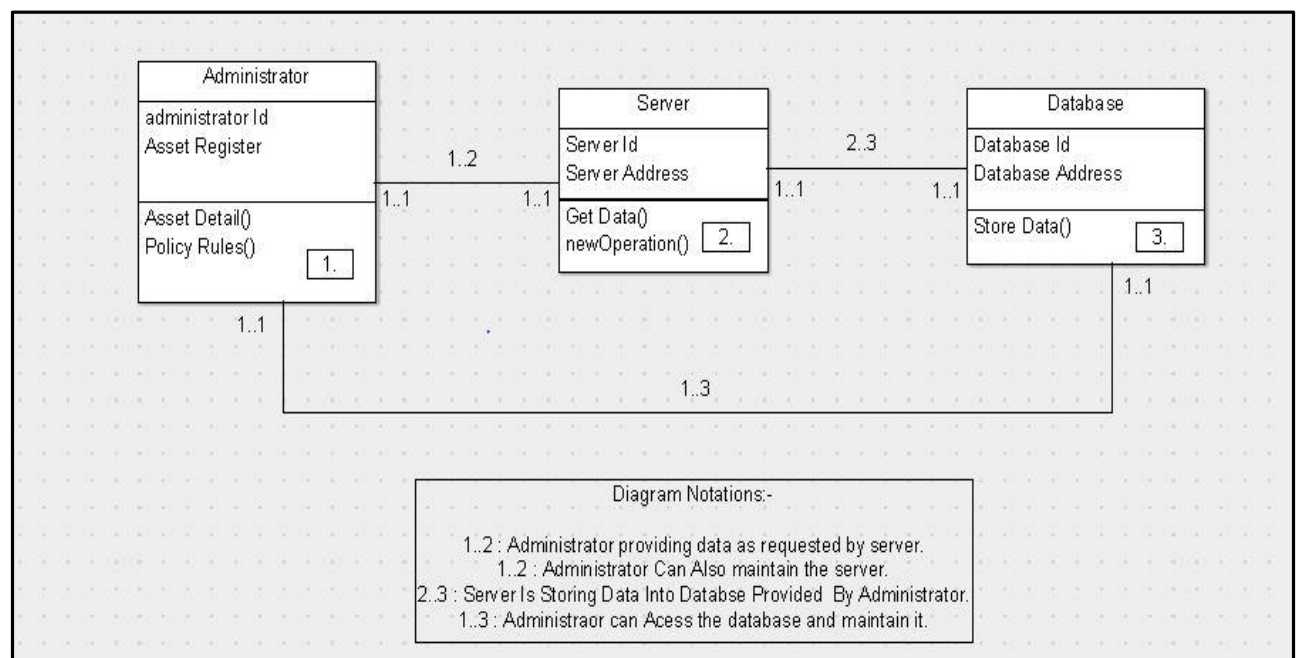 Administrator
administrator Id
Asset Register
Asset Detail()
Policy Rules()
1.
1..2
1..1
1..1
Server
Server Id
Server Address
Get Data()
newOperation()
2.
2..3
1..1
1..1
Database
Database Id
Database Address
Store Data()
3.
1..1
1..1
1..3
Diagram Notations:-
1..2 : Administrator providing data as requested by server.
1..2 : Administrator Can Also maintain the server.
2..3 : Server Is Storing Data Into Databse Provided By Administrator.
1..3 : Administraor can Acess the database and maintain it.